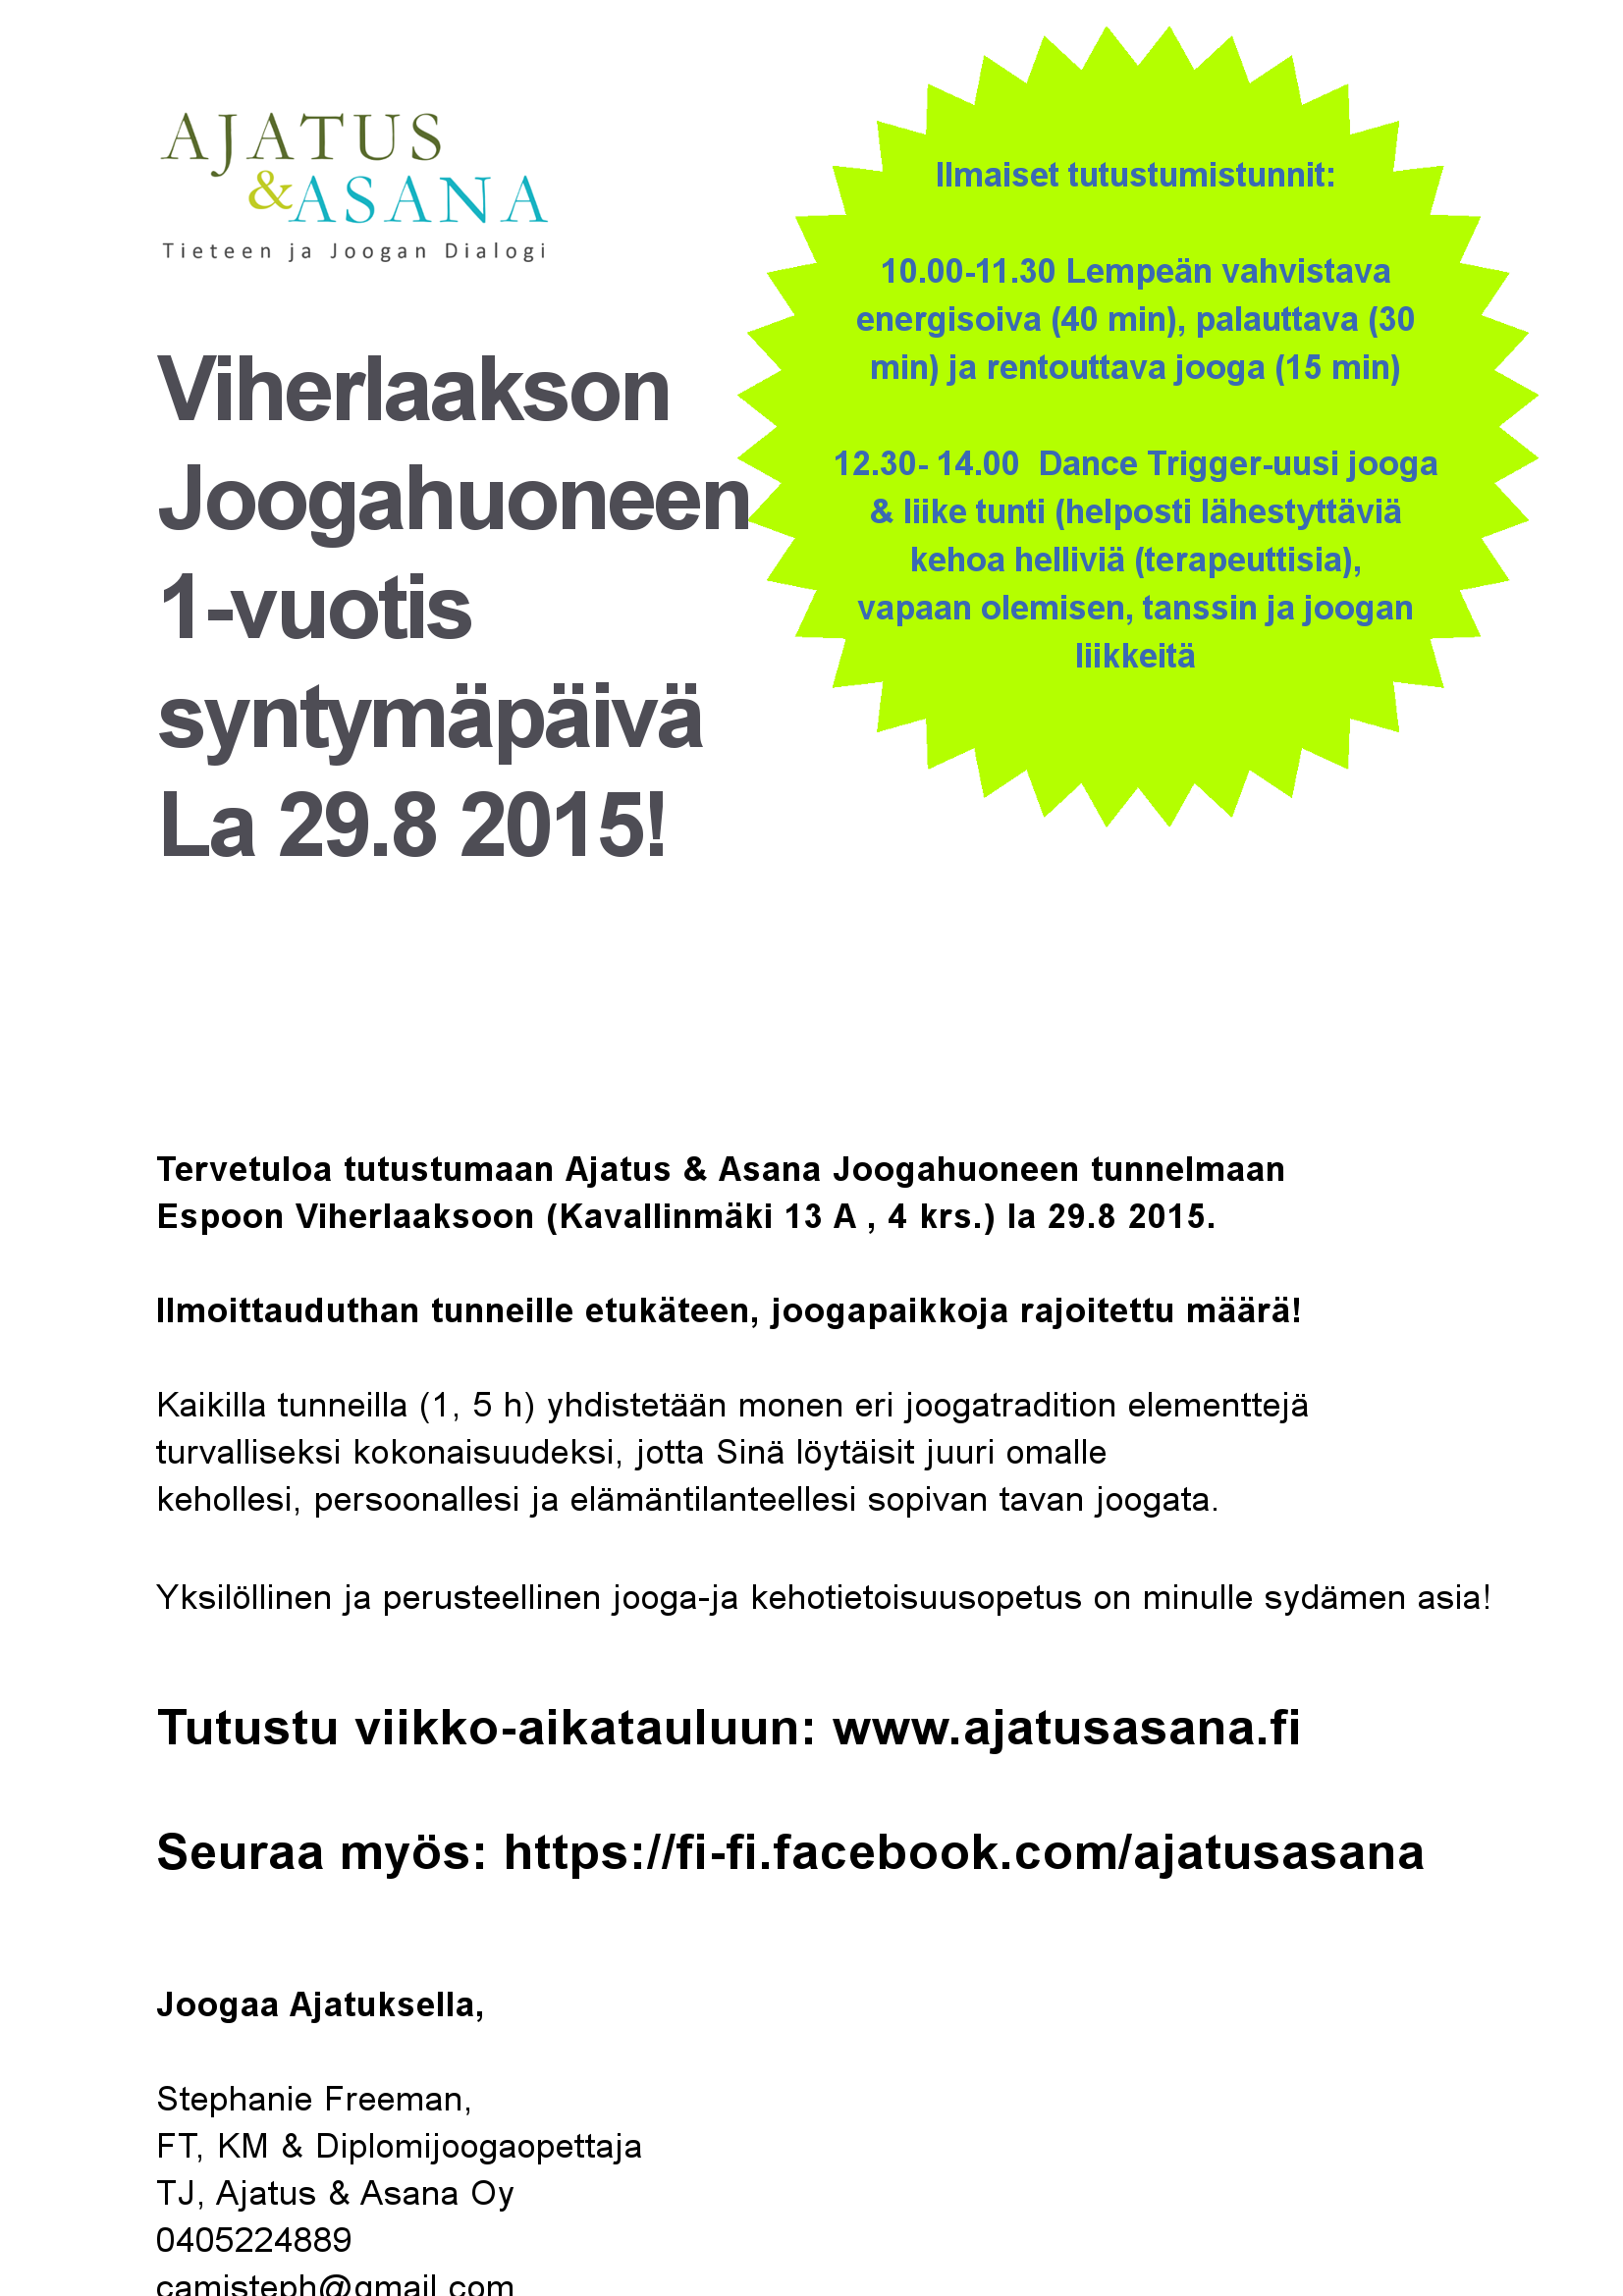 AJATUS
&ASANA
Tieteen ja Joogan Dialogi
Viherlaakson
Joogahuoneen
1-vuotis
syntymäpäivä
La 29.8 2015!
Ilmaiset tutustumistunnit:
10.00-11.30 Lempeän vahvistava
energisoiva (40 min), palauttava (30
min) ja rentouttava jooga (15 min)
12.30- 14.00  Dance Trigger-uusi jooga
& liike tunti (helposti lähestyttäviä
kehoa helliviä (terapeuttisia),
vapaan olemisen, tanssin ja joogan
liikkeitä
Tervetuloa tutustumaan Ajatus & Asana Joogahuoneen tunnelmaan
Espoon Viherlaaksoon (Kavallinmäki 13 A , 4 krs.) la 29.8 2015.
Ilmoittauduthan tunneille etukäteen, joogapaikkoja rajoitettu määrä!
Kaikilla tunneilla (1, 5 h) yhdistetään monen eri joogatradition elementtejä
turvalliseksi kokonaisuudeksi, jotta Sinä löytäisit juuri omalle
kehollesi, persoonallesi ja elämäntilanteellesi sopivan tavan joogata.
Yksilöllinen ja perusteellinen jooga-ja kehotietoisuusopetus on minulle sydämen asia!
Tutustu viikko-aikatauluun: www.ajatusasana.fi
Seuraa myös: https://fi-fi.facebook.com/ajatusasana
Joogaa Ajatuksella,
Stephanie Freeman,
FT, KM & Diplomijoogaopettaja
TJ, Ajatus & Asana Oy
0405224889
camisteph@gmail.com